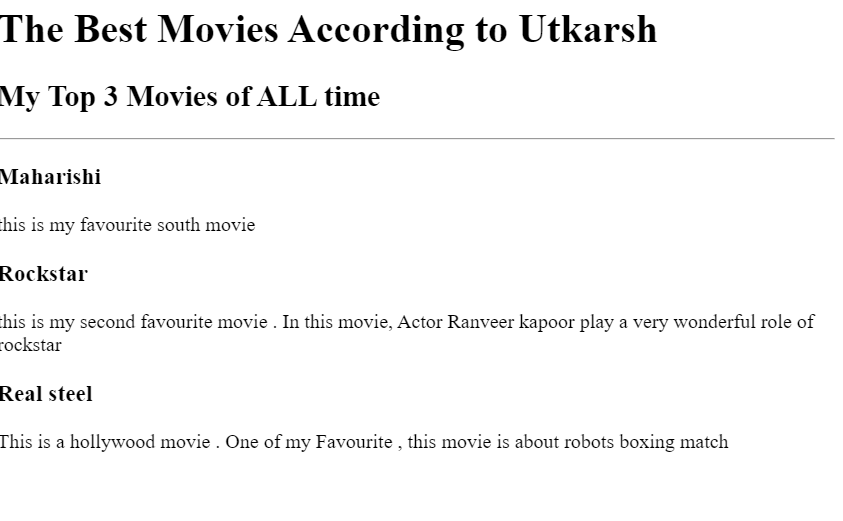 The Best Movies According to Utkarsh
My Top 3 Movies of ALL time
Maharishi
this is my favourite south movie
Rockstar
this is my second favourite movie . In this movie, Actor Ranveer kapoor play a very wonderful role of
rockstar
Real steel
This is a hollywood movie . One of my Favourite , this movie is about robots boxing match